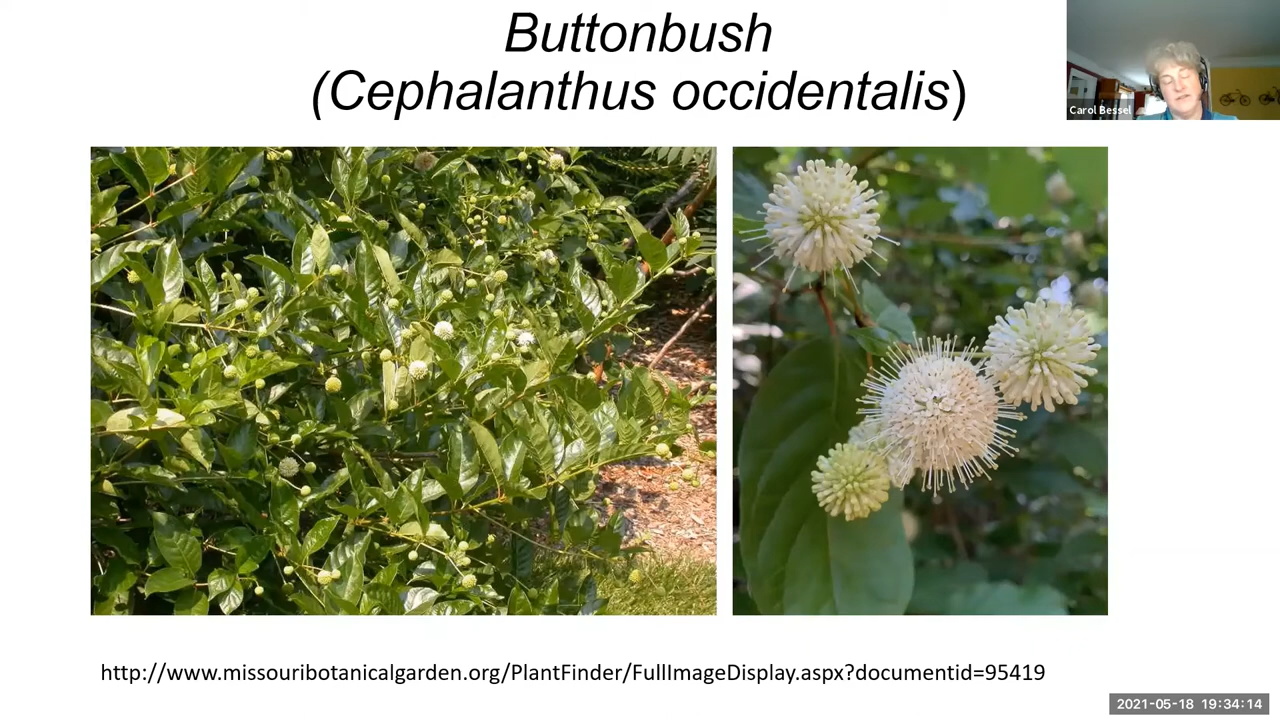 Buttonbush
(Cephalanthus occidentalis)
Carol Bessel
http://www.missouribotanicalgarden.org/PlantFinder/FullImageDisplay.aspx?documentid=95419
2021-05-18 19:34:14